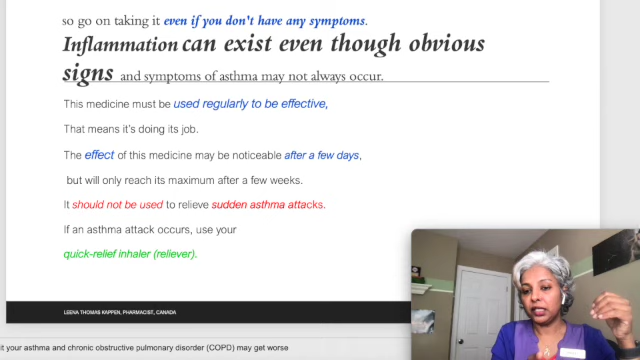 so go on taking it even if you don't have any symptoms.
Inflammation can exist even though obvious
signs and symptoms of asthma may not always occur.
This medicine must be used regularly to be effective,
That means it's doing its job.
The effect of this medicine may be noticeable after a few days,
but will only reach its maximum after a few weeks.
It should not be used to relieve sudden asthma attacks.
If an asthma attack occurs, use your
quick-relief inhaler (reliever).
LEENA THOMAS KAPPEN, PHARMACIST, CANADA
it your asthma and chronic obstructive pulmonary disorder (COPD) may get worse